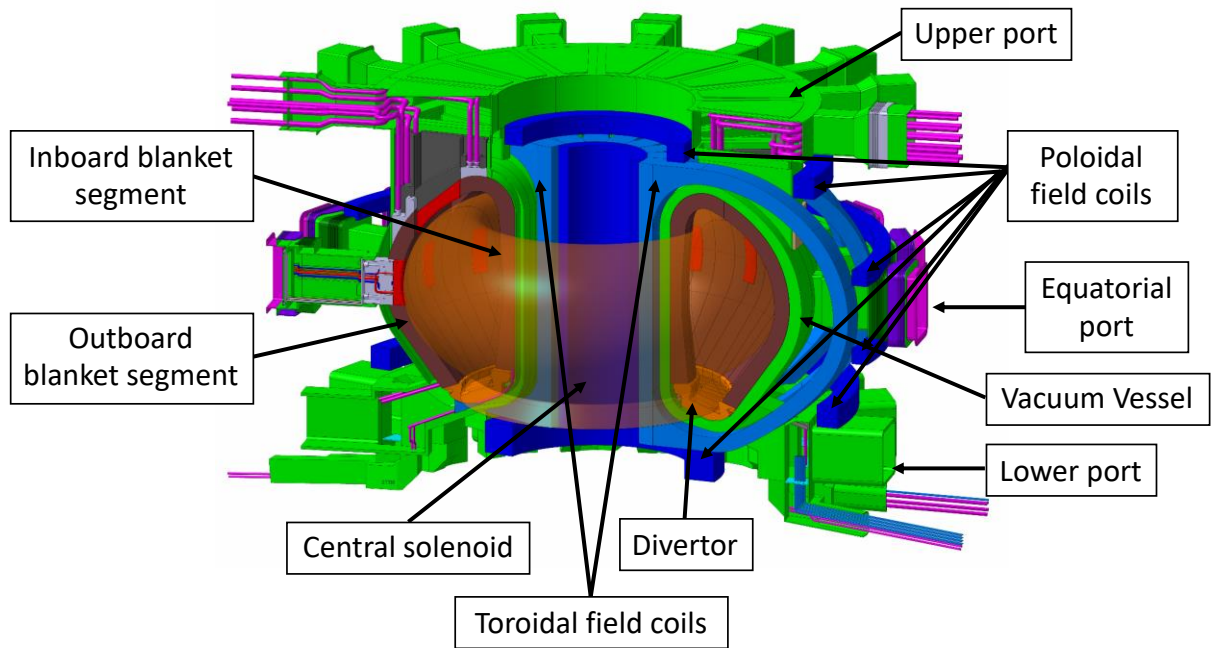 Upper port
Inboard blanket
segment
Poloidal
field coils
Equatorial
port
Outboard
blanket segment
Vacuum Vessel
Lower port
Central solenoid
Divertor
Toroidal field coils